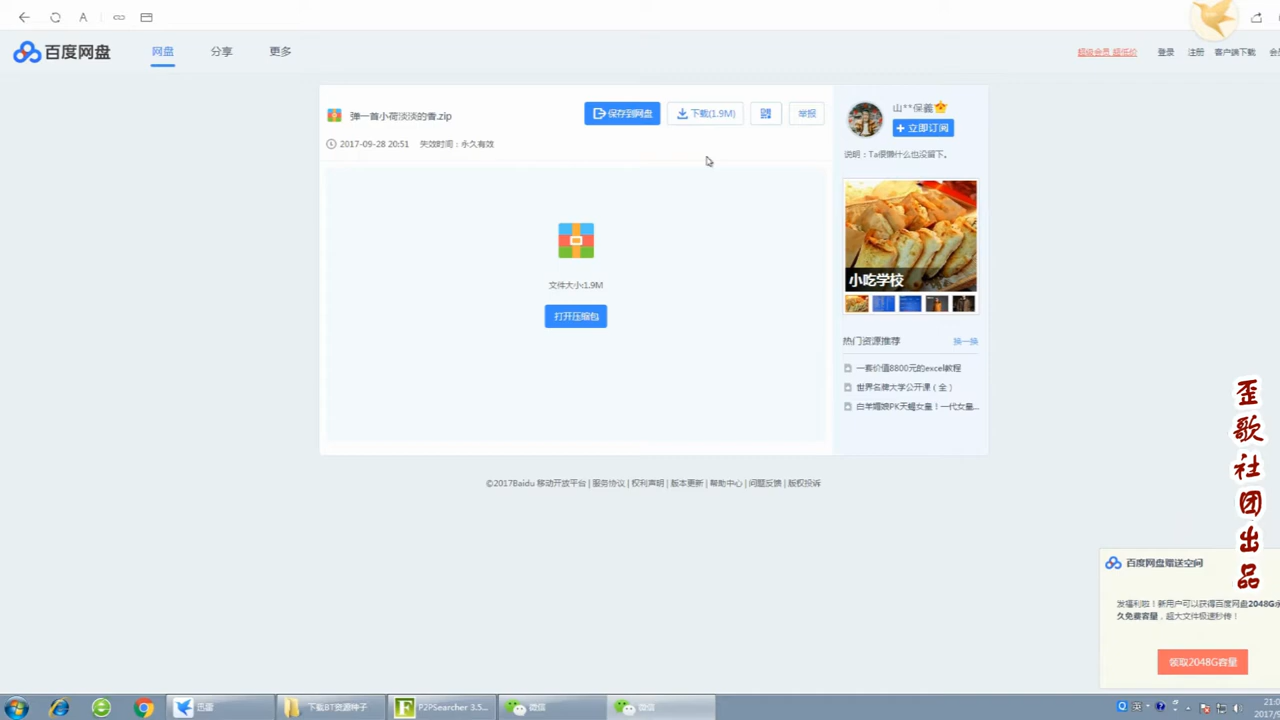 A
百度网盘 网盘 分享 更多
超级会员 超低价 登录 注册 客户端下载
弹一首小荷淡淡的香.zip
保存到网盘 下载(1.9M) 举报
2017-09-28 20:51 失效时间：永久有效
文件大小:1.9M
打开压缩包
山**保義
+ 立即订阅
说明：Ta很懒什么也没留下。
小吃学校
热门资源推荐 换一换
一套价值8800元的excel教程
世界名牌大学公开课（全）
白羊媚娘PK天蝎女皇！一代女皇...
©2017Baidu 移动开放平台 | 服务协议 | 权利声明 | 版本更新 | 帮助中心 | 问题反馈 | 版权投诉
歪歌社团出品
百度网盘赠送空间
发福利啦！新用户可以获得百度网盘2048G永
久免费容量，超大文件极速秒传！
领取2048G容量
迅雷 下载BT资源种子 P2PSearcher 3.5... 微信 微信
2017/9